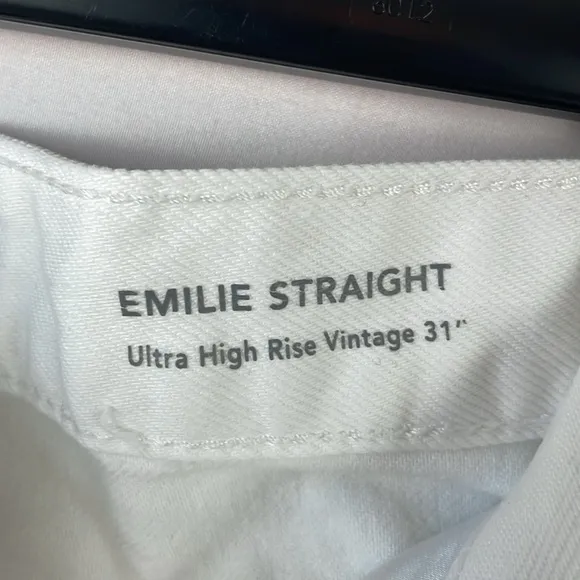 EMILIE STRAIGHT
Ultra High Rise Vintage 31"